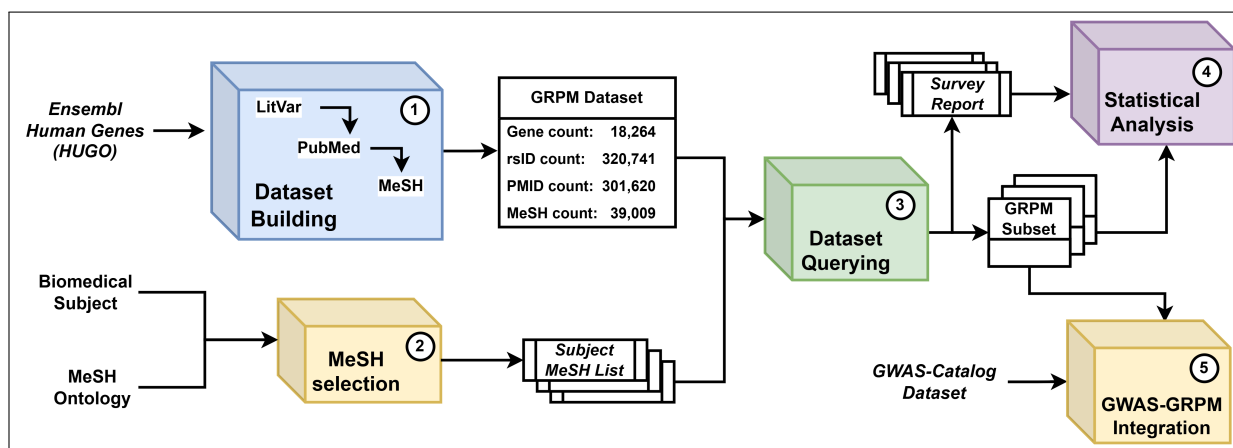 Ensembl
Human Genes
(HUGO)
1
LitVar
PubMed
MeSH
Dataset
Building
GRPM Dataset
Gene count: 18,264
rsID count: 320,741
PMID count: 301,620
MeSH count: 39,009
Biomedical
Subject
MeSH
Ontology
2
MeSH
selection
Subject
MeSH List
3
Dataset
Querying
Survey
Report
GRPM
Subset
4
Statistical
Analysis
GWAS-Catalog
Dataset
5
GWAS-GRPM
Integration